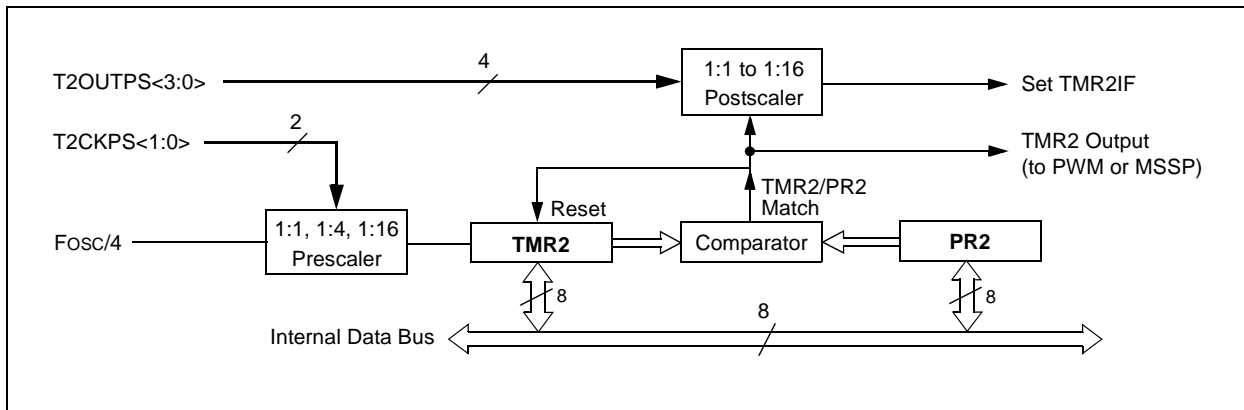 T2OUTPS<3:0>
4
1:1 to 1:16
Postscaler
Set TMR2IF
T2CKPS<1:0>
2
TMR2 Output
(to PWM or MSSP)
TMR2/PR2
Match
Reset
FOSC/4
1:1, 1:4, 1:16
Prescaler
TMR2
Comparator
PR2
8
8
Internal Data Bus
8